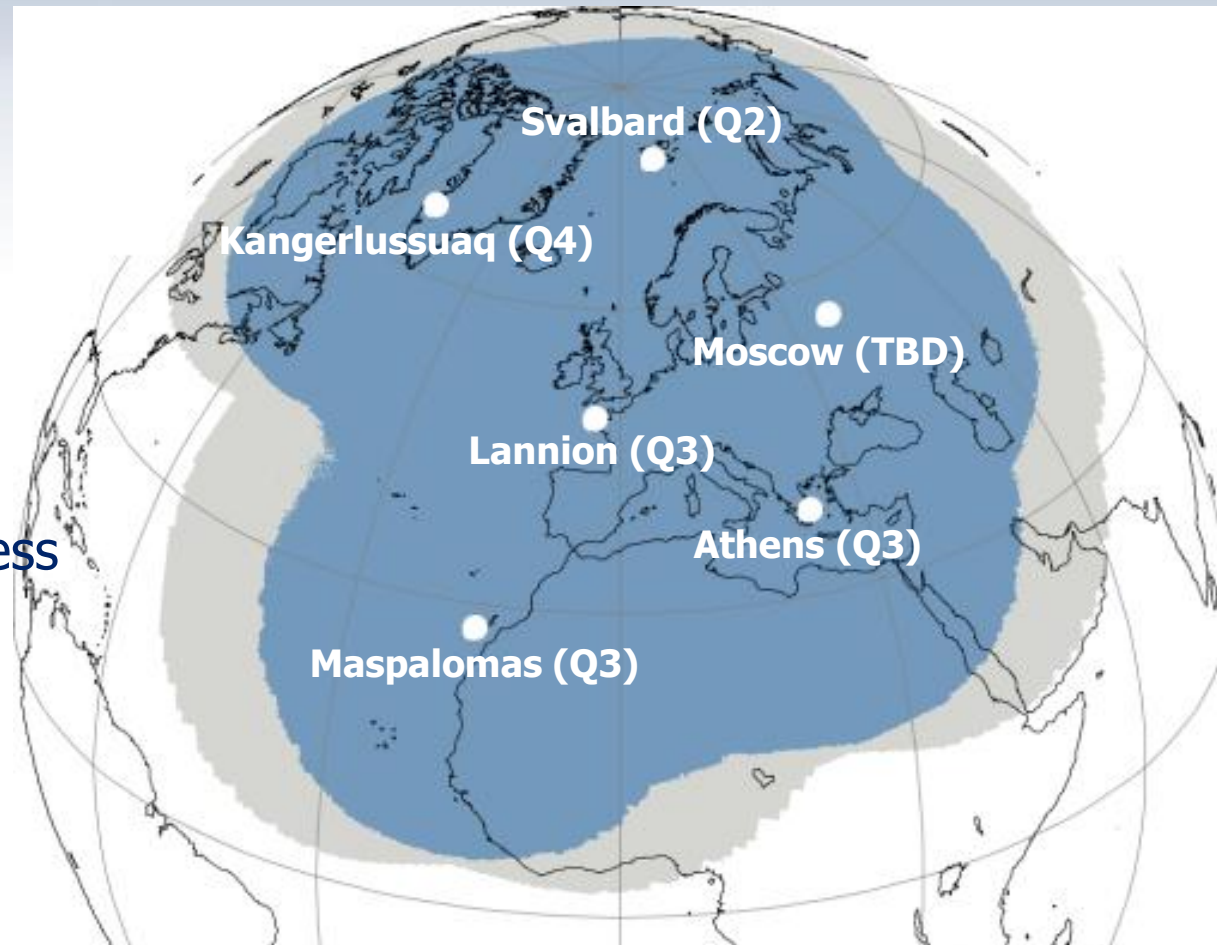 Svalbard (Q2)
Kangerlussuaq (Q4)
Moscow (TBD)
Lannion (Q3)
ess
Athens (Q3)
Maspalomas (Q3)